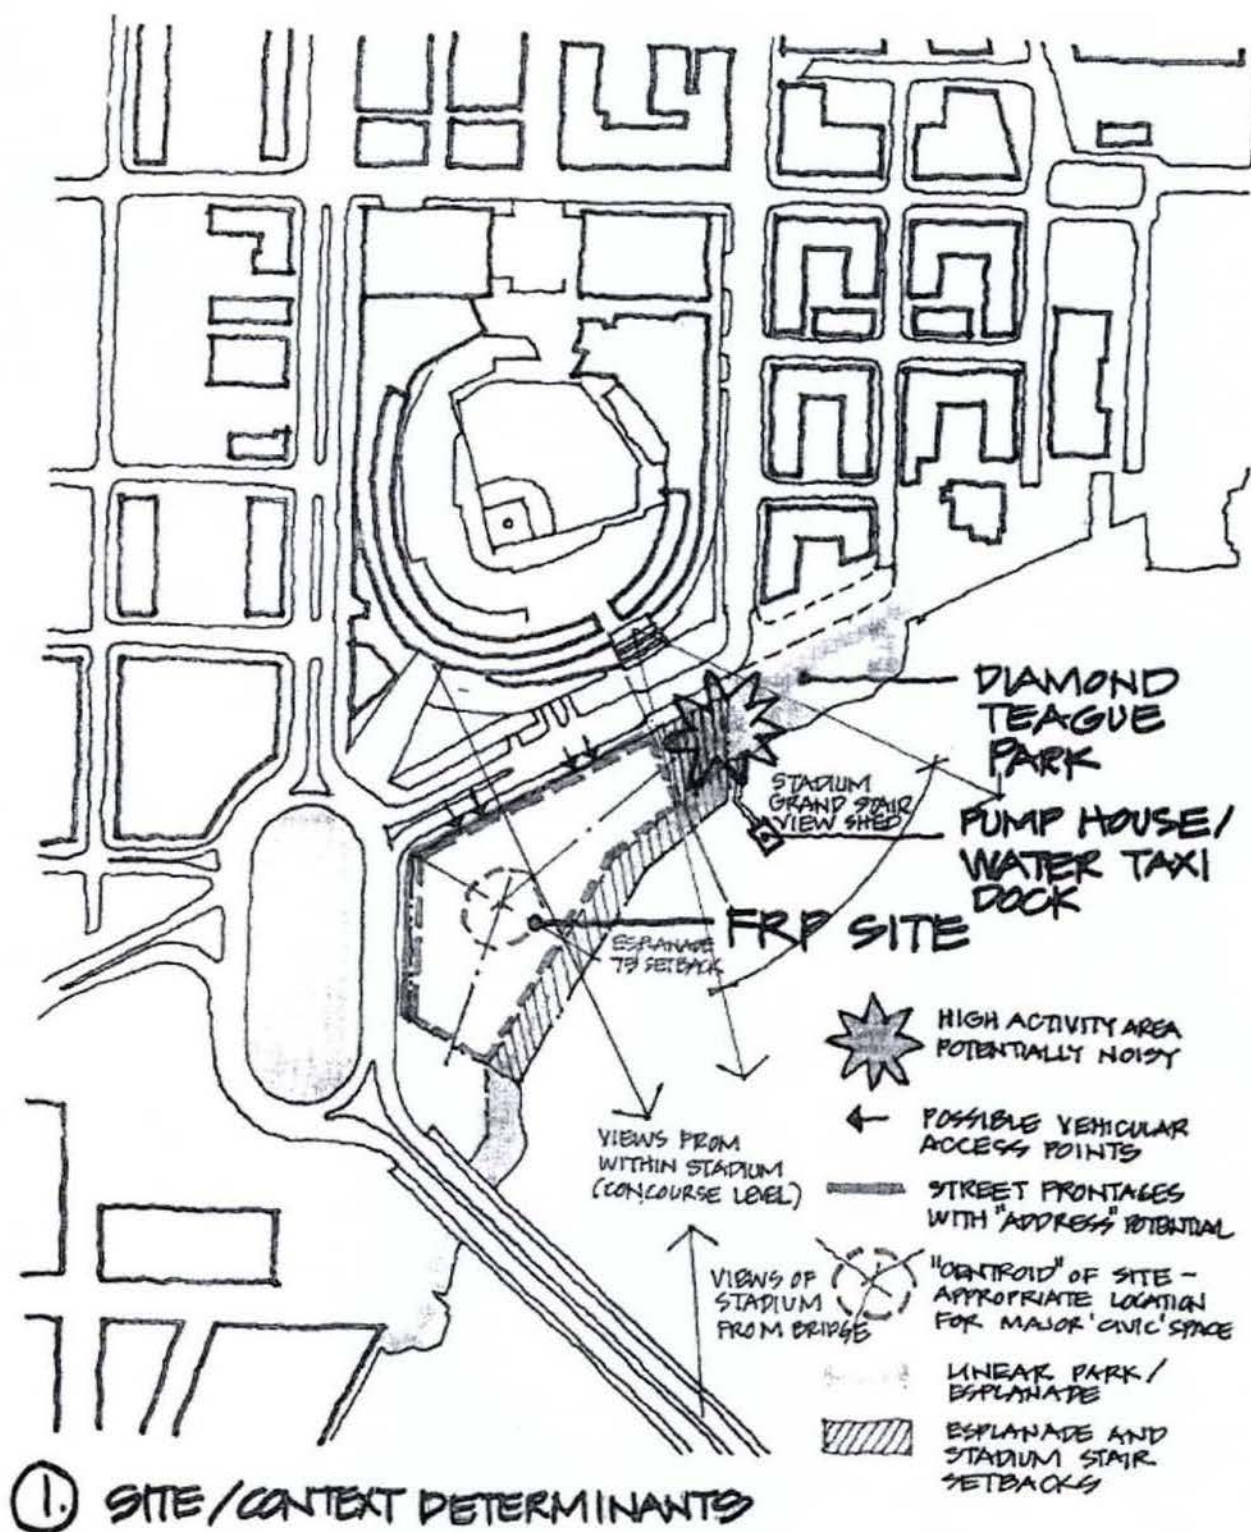 DIAMOND
TEAGUE
PARK
STADIUM
GRAND STAIR
VIEW SHED
PUMP HOUSE/
WATER TAXI
DOCK
FRP SITE
ESPLANADE
75 SETBACK
HIGH ACTIVITY AREA
POTENTIALLY NOISY
POSSIBLE VEHICULAR
ACCESS POINTS
VIEWS FROM
WITHIN STADIUM
(CONCOURSE LEVEL)
STREET FRONTAGES
WITH "ADDRESS" POTENTIAL
VIEWS OF
STADIUM
FROM BRIDGE
"CENTROID" OF SITE -
APPROPRIATE LOCATION
FOR MAJOR 'CIVIC' SPACE
LINEAR PARK/
ESPLANADE
ESPLANADE AND
STADIUM STAIR
SETBACKS
1. SITE/CONTEXT DETERMINANTS